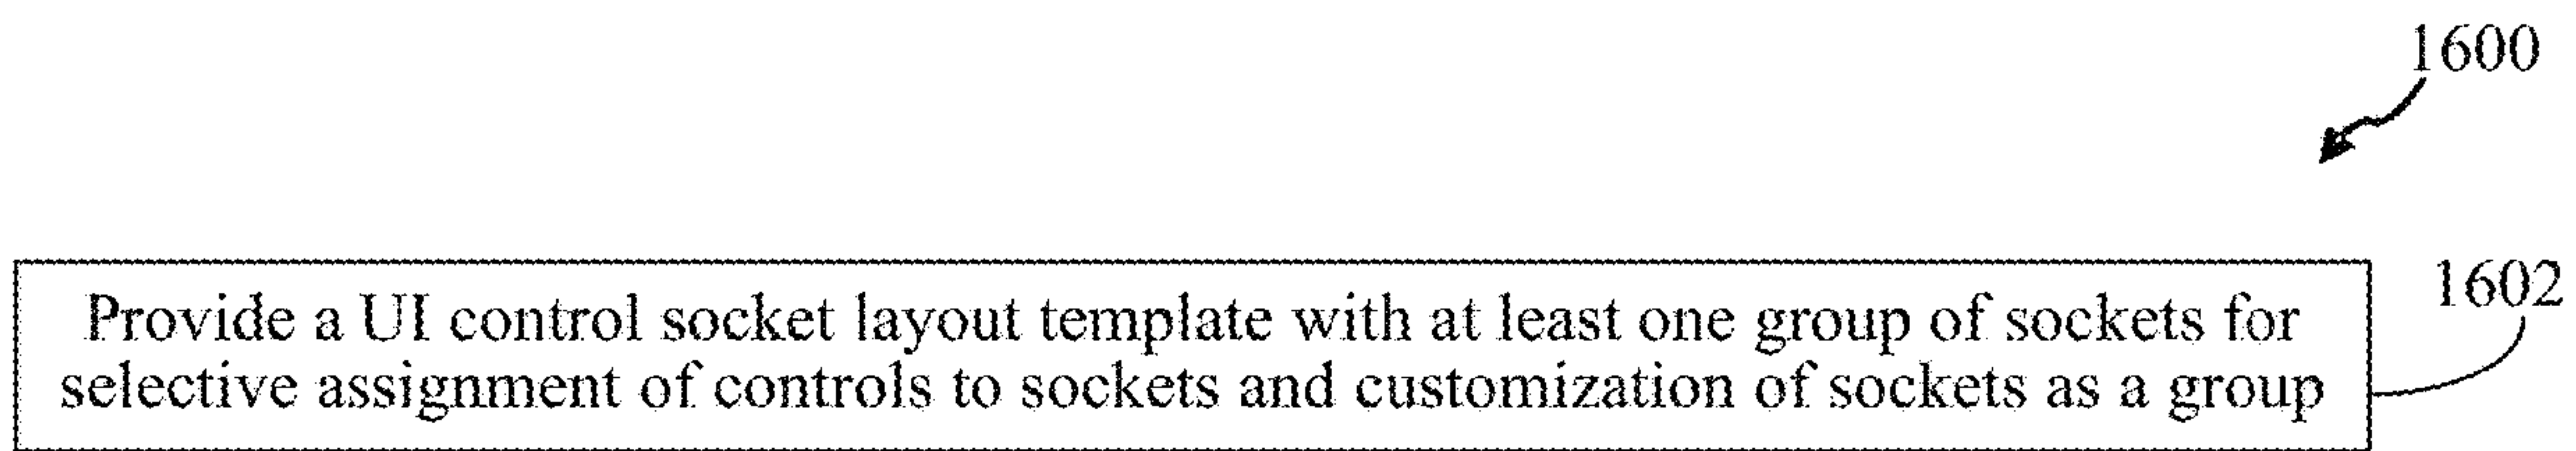 1600
Provide a UI control socket layout template with at least one group of sockets for
1602
selective assignment of controls to sockets and customization of sockets as a group